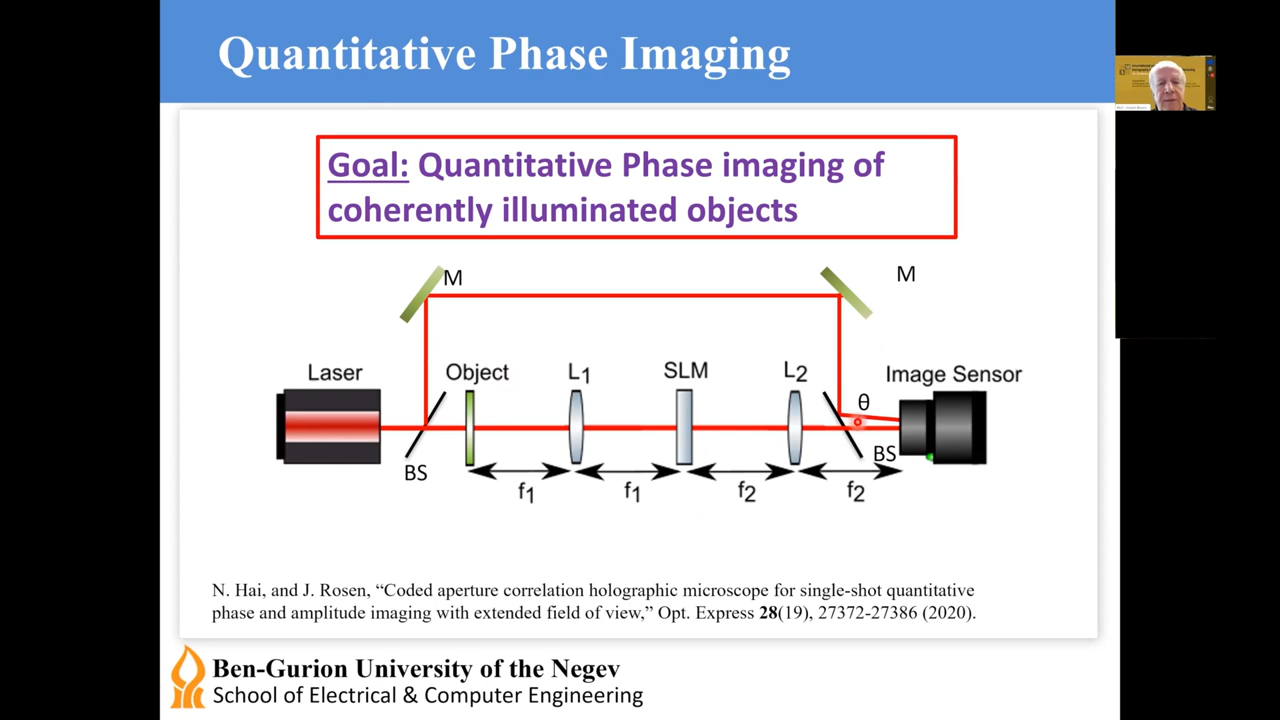 Quantitative Phase Imaging
Goal: Quantitative Phase imaging of
coherently illuminated objects
M
M
Laser
Object
L1
SLM
L2
Image Sensor
θ
BS
BS
f1
f1
f2
f2
N. Hai, and J. Rosen, “Coded aperture correlation holographic microscope for single-shot quantitative
phase and amplitude imaging with extended field of view,” Opt. Express 28(19), 27372-27386 (2020).
Ben-Gurion University of the Negev
School of Electrical & Computer Engineering